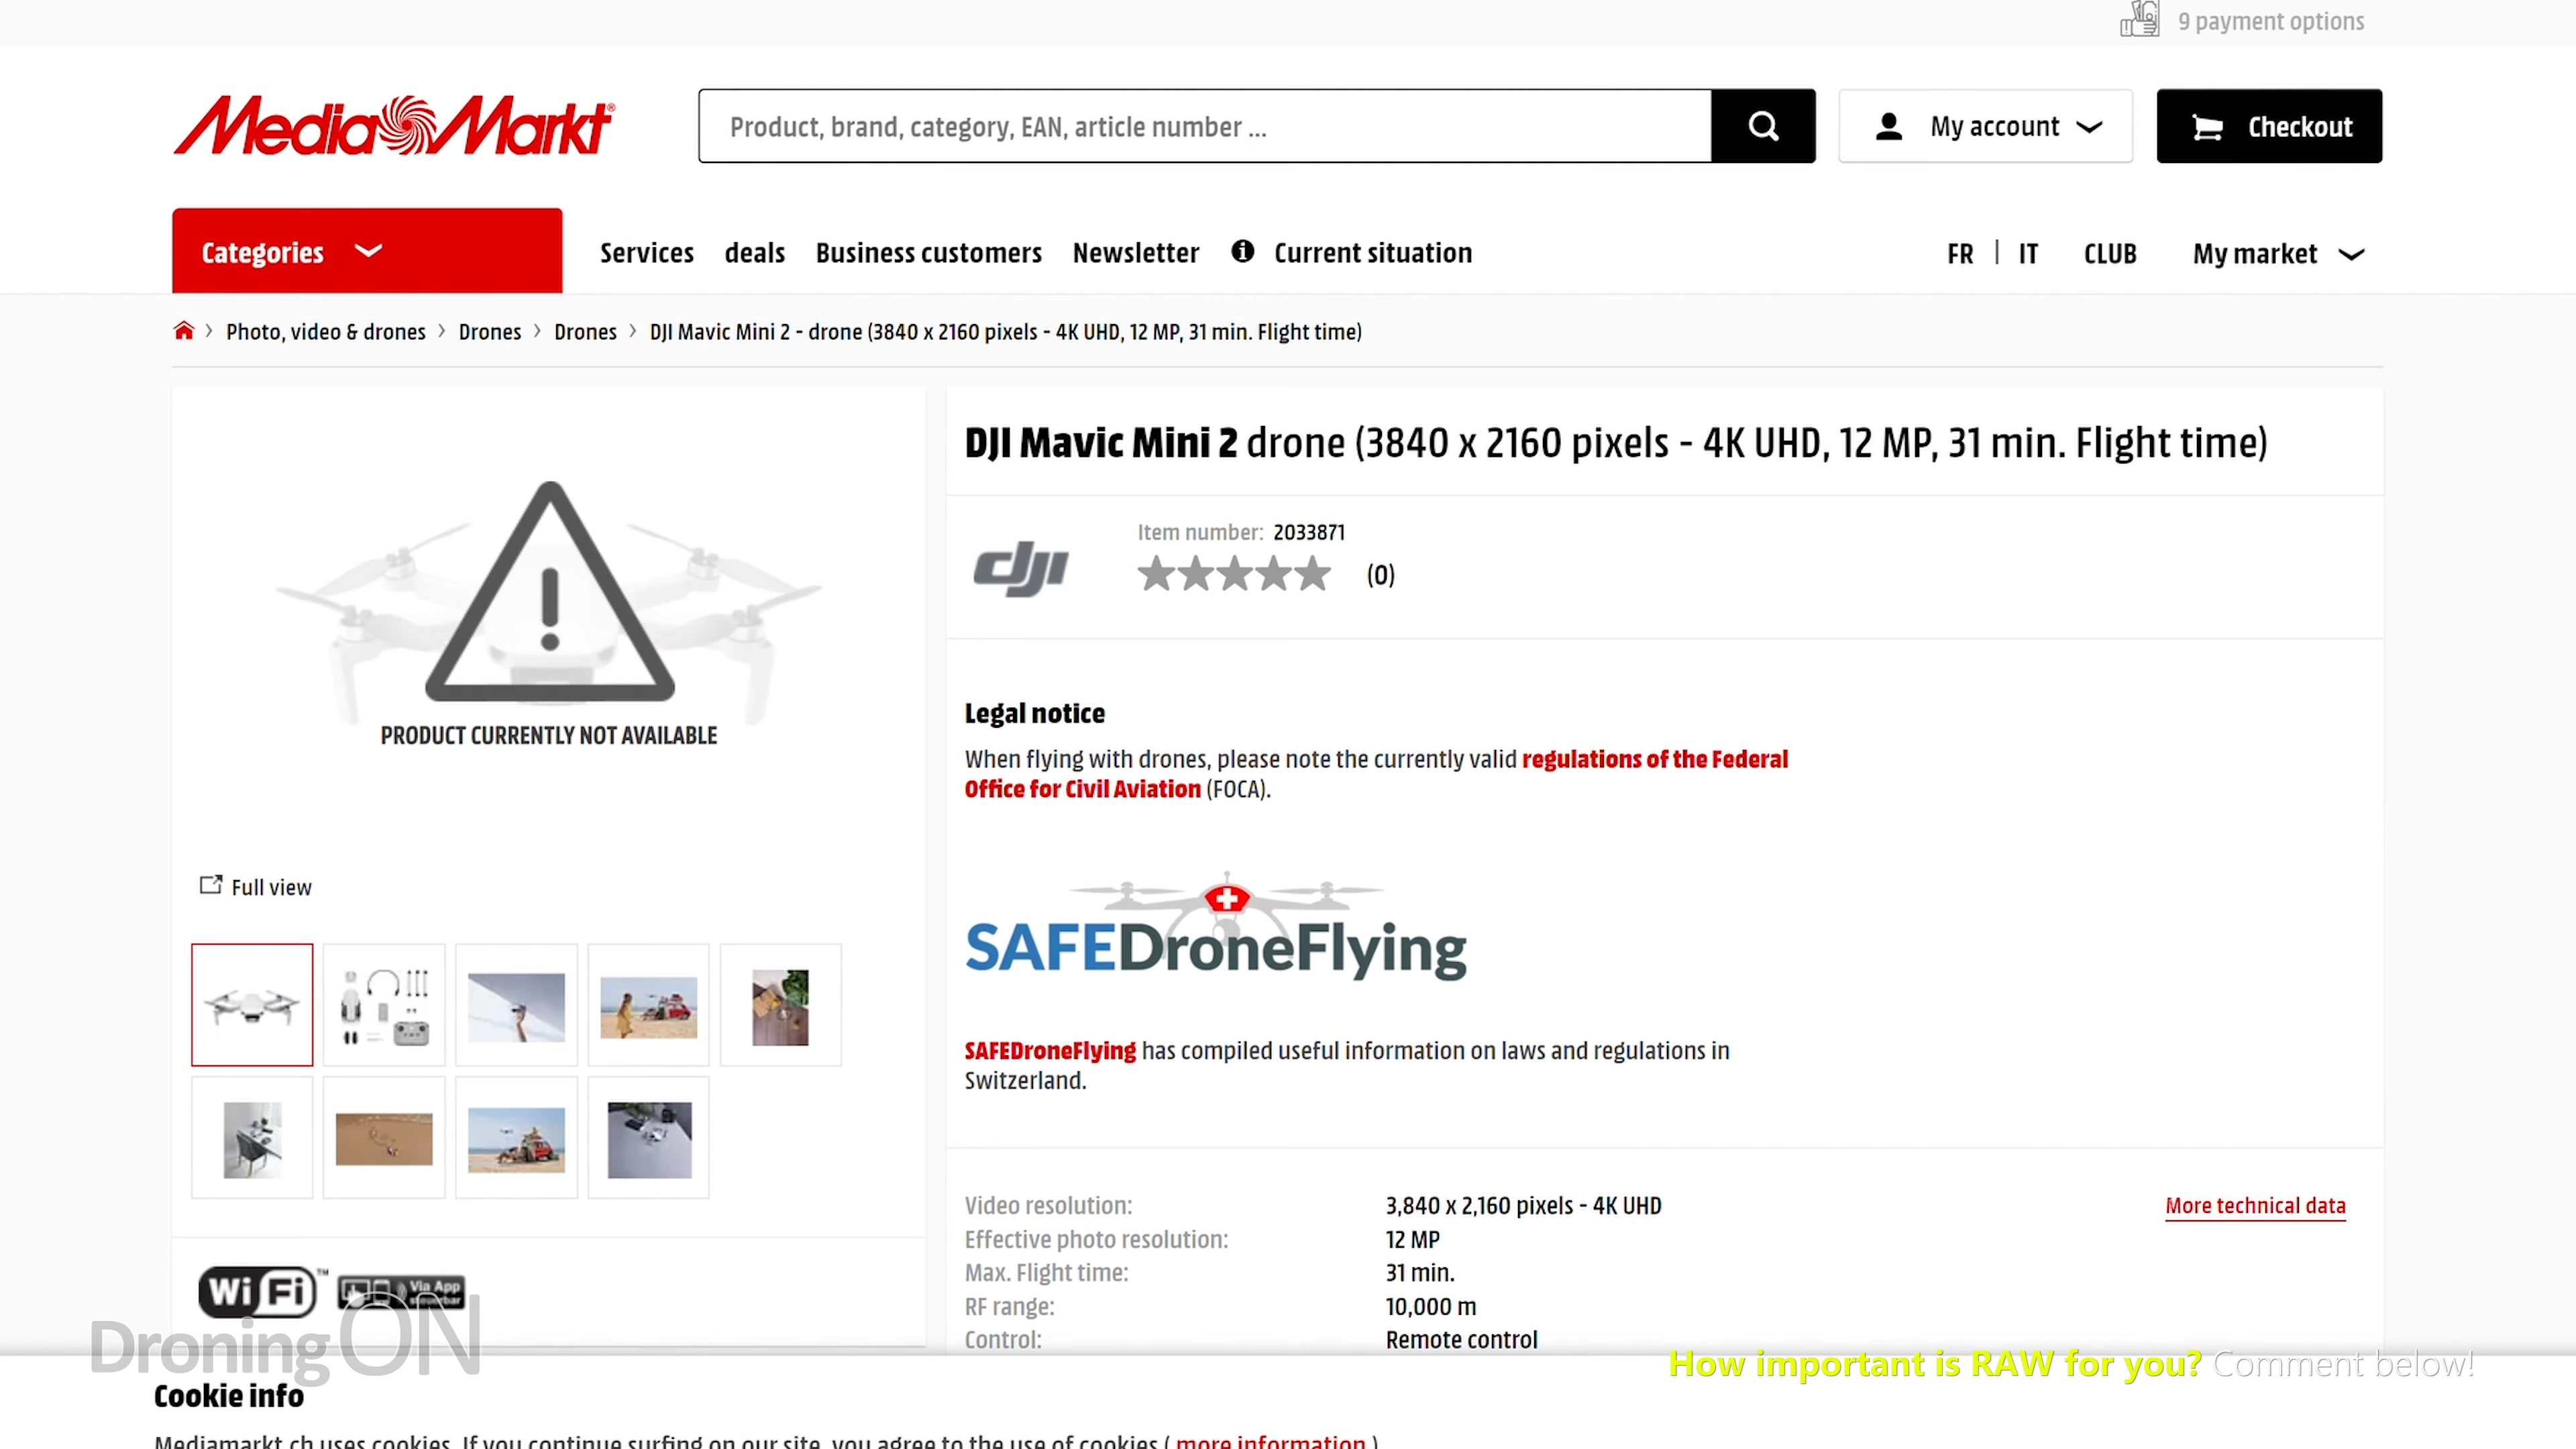 9 payment options
MediaMarkt®
Product, brand, category, EAN, article number ...
My account
Checkout
Categories
Services deals Business customers Newsletter Current situation
FR | IT CLUB My market
Photo, video & drones > Drones > Drones > DJI Mavic Mini 2 - drone (3840 x 2160 pixels - 4K UHD, 12 MP, 31 min. Flight time)
PRODUCT CURRENTLY NOT AVAILABLE
Full view
WiFi™ Via App
DJI Mavic Mini 2 drone (3840 x 2160 pixels - 4K UHD, 12 MP, 31 min. Flight time)
dji
Item number: 2033871
(0)
Legal notice
When flying with drones, please note the currently valid regulations of the Federal
Office for Civil Aviation (FOCA).
SAFEDroneFlying
SAFEDroneFlying has compiled useful information on laws and regulations in
Switzerland.
Video resolution: 3,840 x 2,160 pixels - 4K UHD More technical data
Effective photo resolution: 12 MP
Max. Flight time: 31 min.
RF range: 10,000 m
Control: Remote control
DroningON
How important is RAW for you? Comment below!
Cookie info
Mediamarkt.ch uses cookies. If you continue surfing on our site, you agree to the use of cookies ( more information )